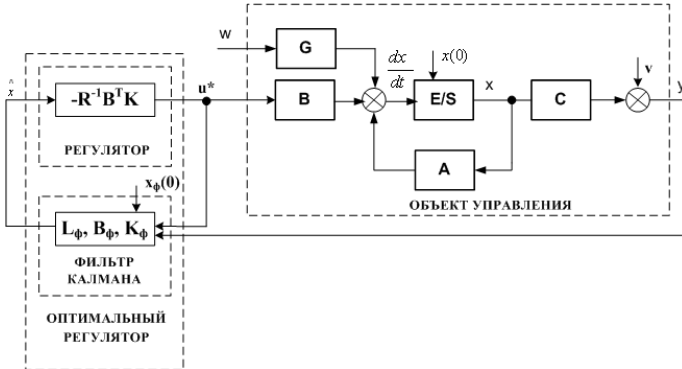 w
G
dx
dt
x(0)
x̂
-R⁻¹BᵀK
u*
B
E/S
x
C
v
y
РЕГУЛЯТОР
A
ОБЪЕКТ УПРАВЛЕНИЯ
xф(0)
Lф, Bф, Kф
ФИЛЬТР
КАЛМАНА
ОПТИМАЛЬНЫЙ
РЕГУЛЯТОР